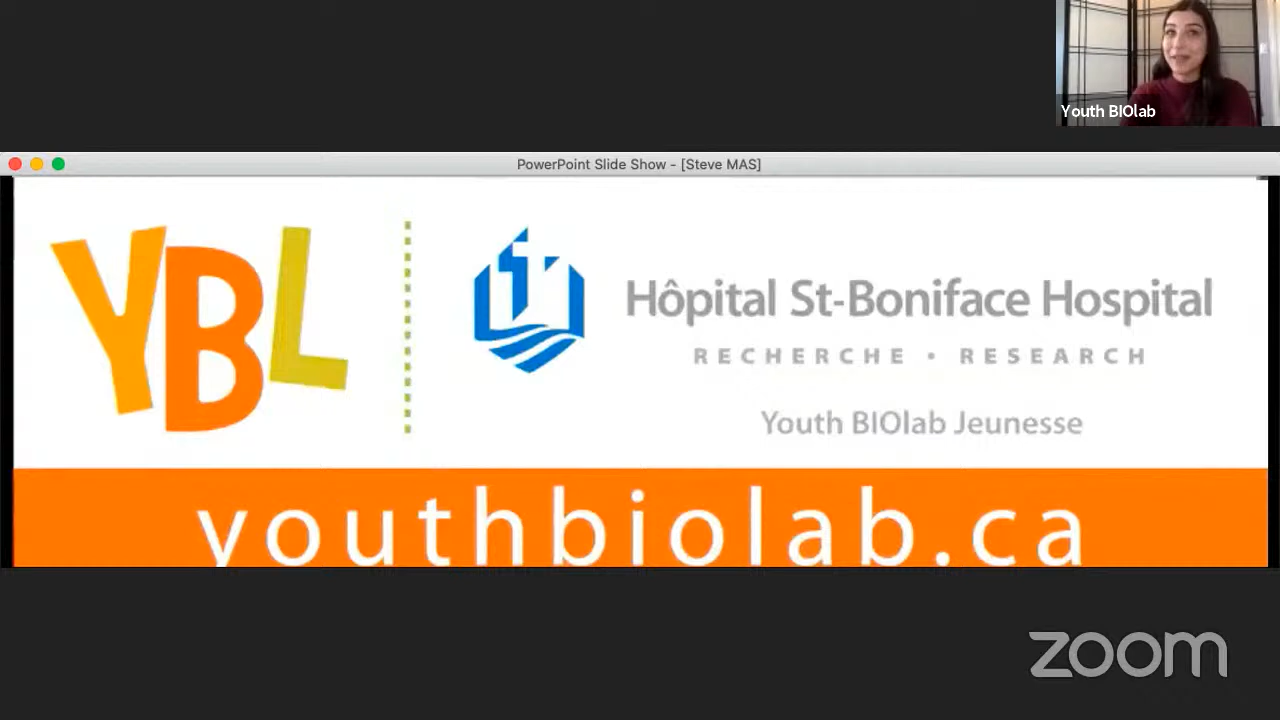 Youth BIOlab
PowerPoint Slide Show - [Steve MAS]
YBL
Hôpital St-Boniface Hospital
RECHERCHE • RESEARCH
Youth BIOlab Jeunesse
youthbiolab.ca
zoom